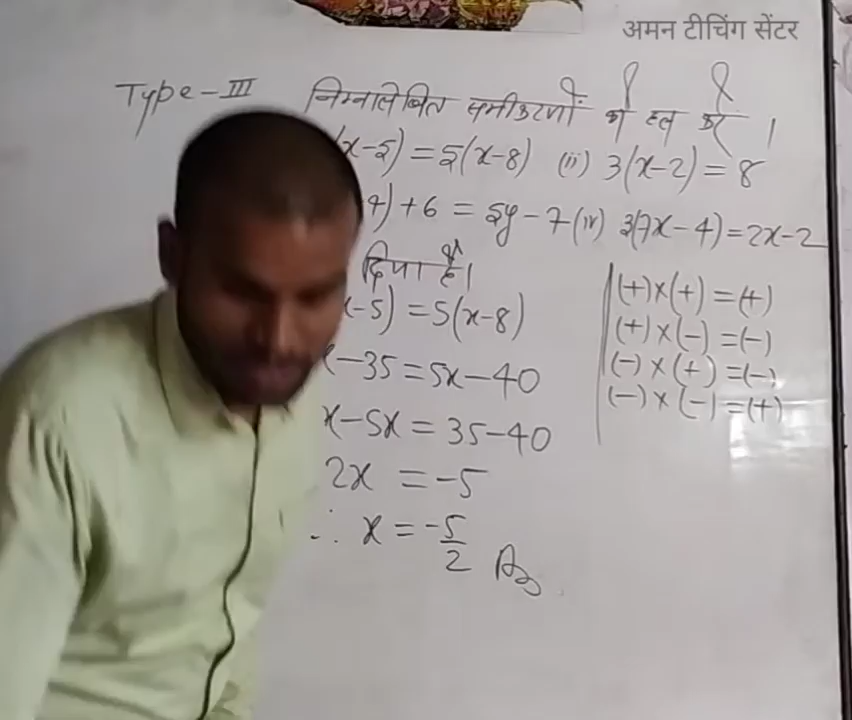 अमन टीचिंग सेंटर
Type-III निम्नलिखित समीकरणों को हल करें।
(x-5) = 5(x-8) (ii) 3(x-2) = 8
4) + 6 = 5y - 7 (iv) 3(7x-4) = 2x-2
दिया है।
-5) = 5(x-8)
x-35 = 5x-40
x-5x = 35-40
2x = -5
∴ x = -5/2 Ans
(+)×(+) = (+)
(+)×(-) = (-)
(-)×(+) = (-)
(-)×(-) = (+)